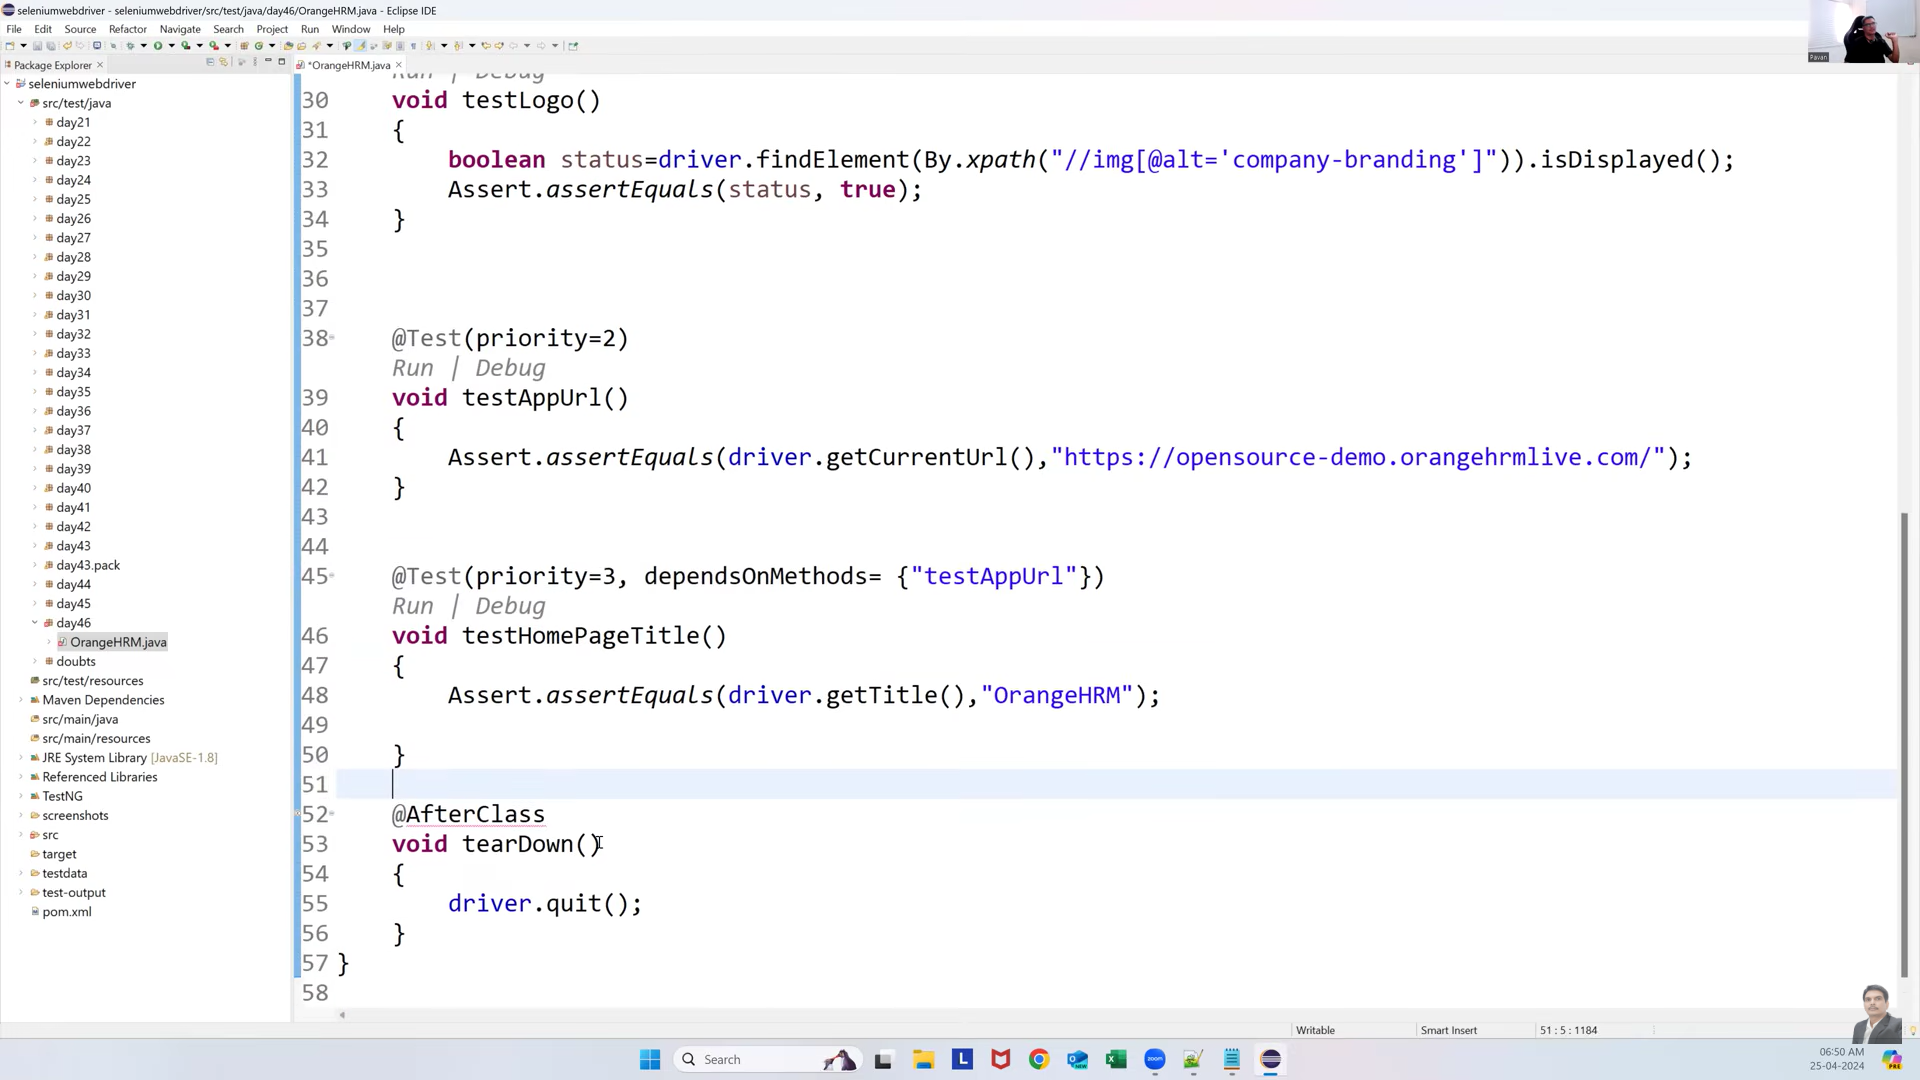 seleniumwebdriver - seleniumwebdriver/src/test/java/day46/OrangeHRM.java - Eclipse IDE
File Edit Source Refactor Navigate Search Project Run Window Help
Package Explorer
*OrangeHRM.java
seleniumwebdriver
src/test/java
day21
day22
day23
day24
day25
day26
day27
day28
day29
day30
day31
day32
day33
day34
day35
day36
day37
day38
day39
day40
day41
day42
day43
day43.pack
day44
day45
day46
OrangeHRM.java
doubts
src/test/resources
Maven Dependencies
src/main/java
src/main/resources
JRE System Library [JavaSE-1.8]
Referenced Libraries
TestNG
screenshots
src
target
testdata
test-output
pom.xml
Run | Debug
30 void testLogo()
31 {
32 boolean status=driver.findElement(By.xpath("//img[@alt='company-branding']")).isDisplayed();
33 Assert.assertEquals(status, true);
34 }
35
36
37
38 @Test(priority=2)
Run | Debug
39 void testAppUrl()
40 {
41 Assert.assertEquals(driver.getCurrentUrl(),"https://opensource-demo.orangehrmlive.com/");
42 }
43
44
45 @Test(priority=3, dependsOnMethods= {"testAppUrl"})
Run | Debug
46 void testHomePageTitle()
47 {
48 Assert.assertEquals(driver.getTitle(),"OrangeHRM");
49
50 }
51
52 @AfterClass
53 void tearDown()
54 {
55 driver.quit();
56 }
57 }
58
Pavan
Writable Smart Insert 51 : 5 : 1184
Search
06:50 AM
25-04-2024